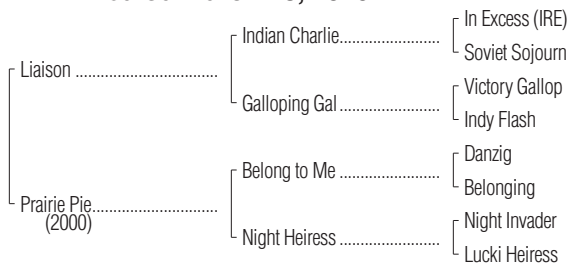 In Excess (IRE)
Indian Charlie
Soviet Sojourn
Liaison
Victory Gallop
Galloping Gal
Indy Flash
Danzig
Belong to Me
Belonging
Prairie Pie
(2000)
Night Invader
Night Heiress
Lucki Heiress